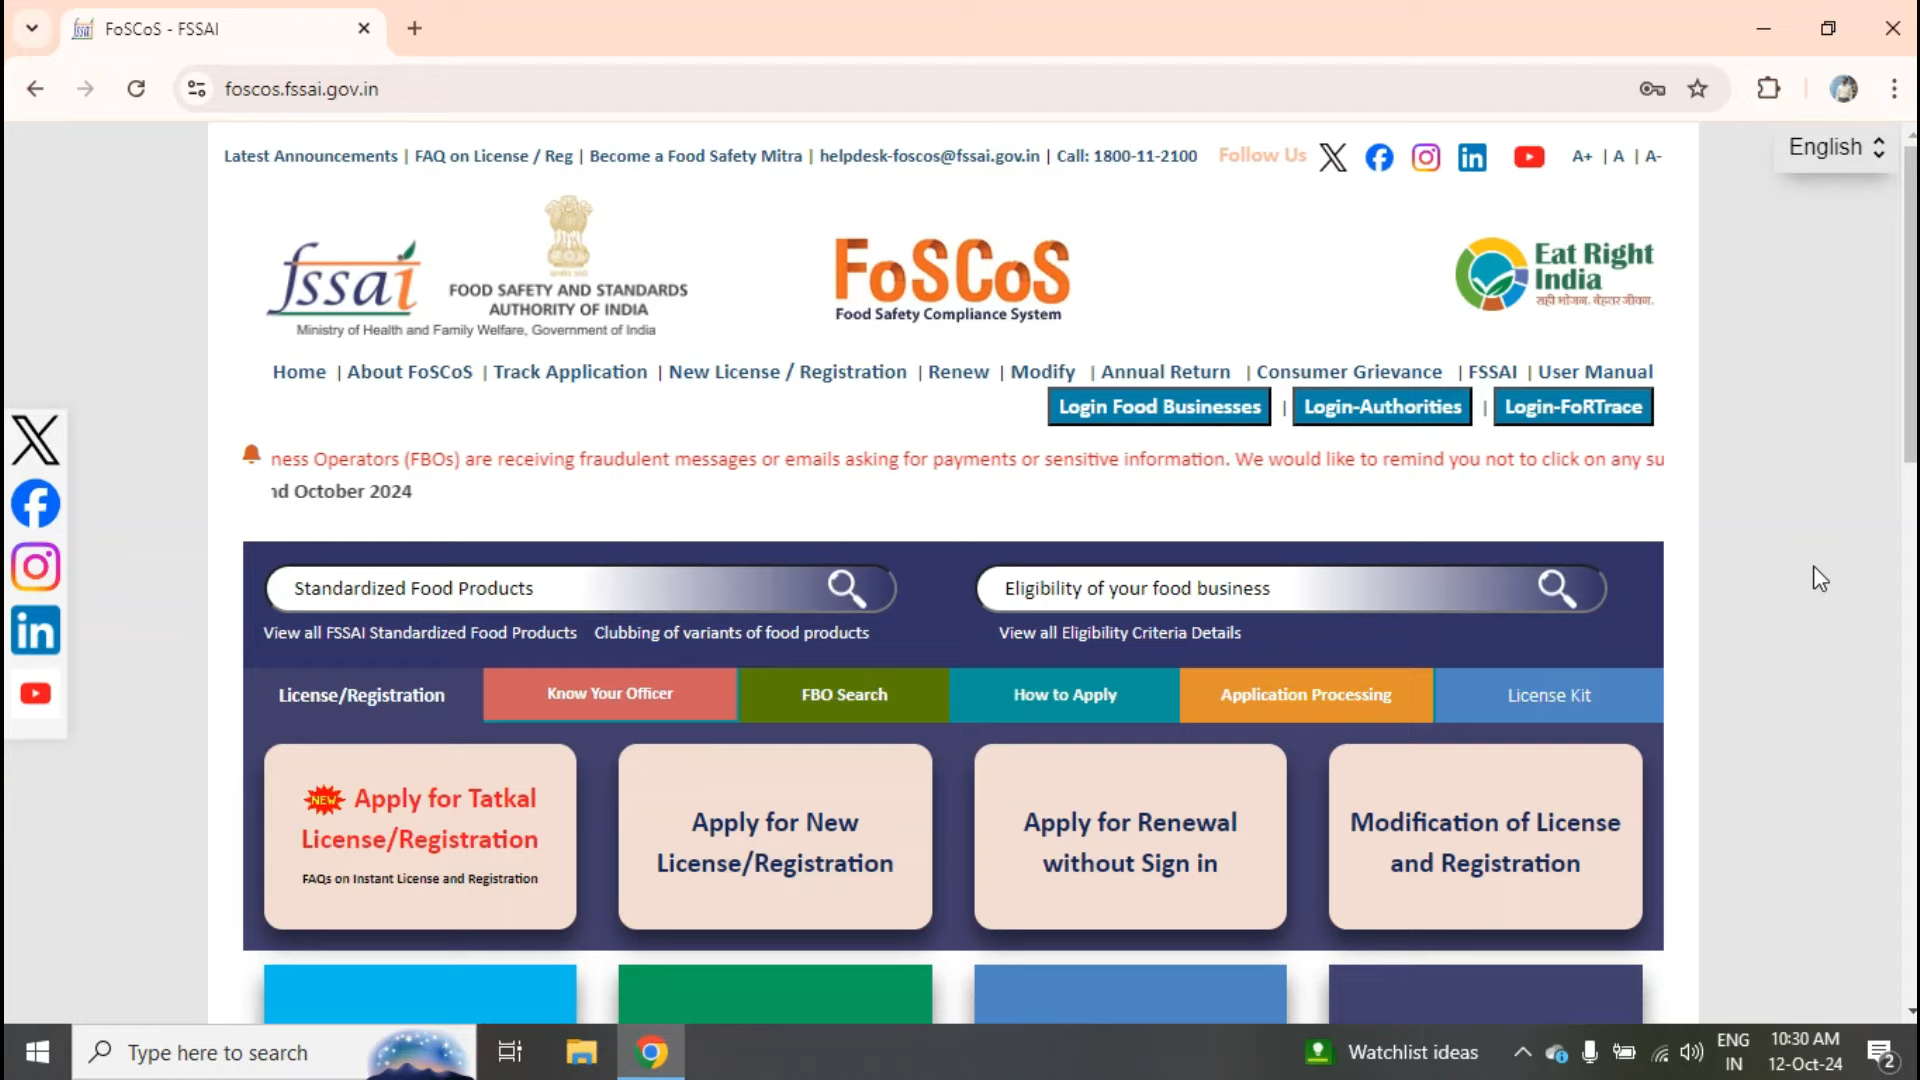 FoSCoS - FSSAI
foscos.fssai.gov.in
English
Latest Announcements | FAQ on License / Reg | Become a Food Safety Mitra | helpdesk-foscos@fssai.gov.in | Call: 1800-11-2100 Follow Us A+ | A | A-
fssai
FOOD SAFETY AND STANDARDS
AUTHORITY OF INDIA
Ministry of Health and Family Welfare, Government of India
FoSCoS
Food Safety Compliance System
Eat Right
India
सही भोजन. बेहतर जीवन.
Home | About FoSCoS | Track Application | New License / Registration | Renew | Modify | Annual Return | Consumer Grievance | FSSAI | User Manual
Login Food Businesses | Login-Authorities | Login-FoRTrace
ness Operators (FBOs) are receiving fraudulent messages or emails asking for payments or sensitive information. We would like to remind you not to click on any su
nd October 2024
Standardized Food Products
Eligibility of your food business
View all FSSAI Standardized Food Products Clubbing of variants of food products
View all Eligibility Criteria Details
License/Registration Know Your Officer FBO Search How to Apply Application Processing License Kit
NEW Apply for Tatkal
License/Registration
FAQs on Instant License and Registration
Apply for New
License/Registration
Apply for Renewal
without Sign in
Modification of License
and Registration
Type here to search
Watchlist ideas
ENG
IN
10:30 AM
12-Oct-24
2